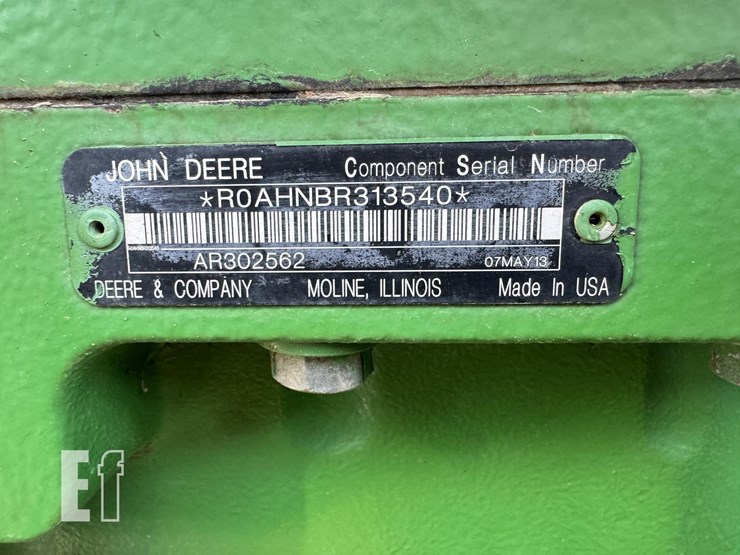 JOHN DEERE Component Serial Number
*R0AHNBR313540*
AR302562 07MAY13
DEERE & COMPANY MOLINE, ILLINOIS Made In USA
Ef